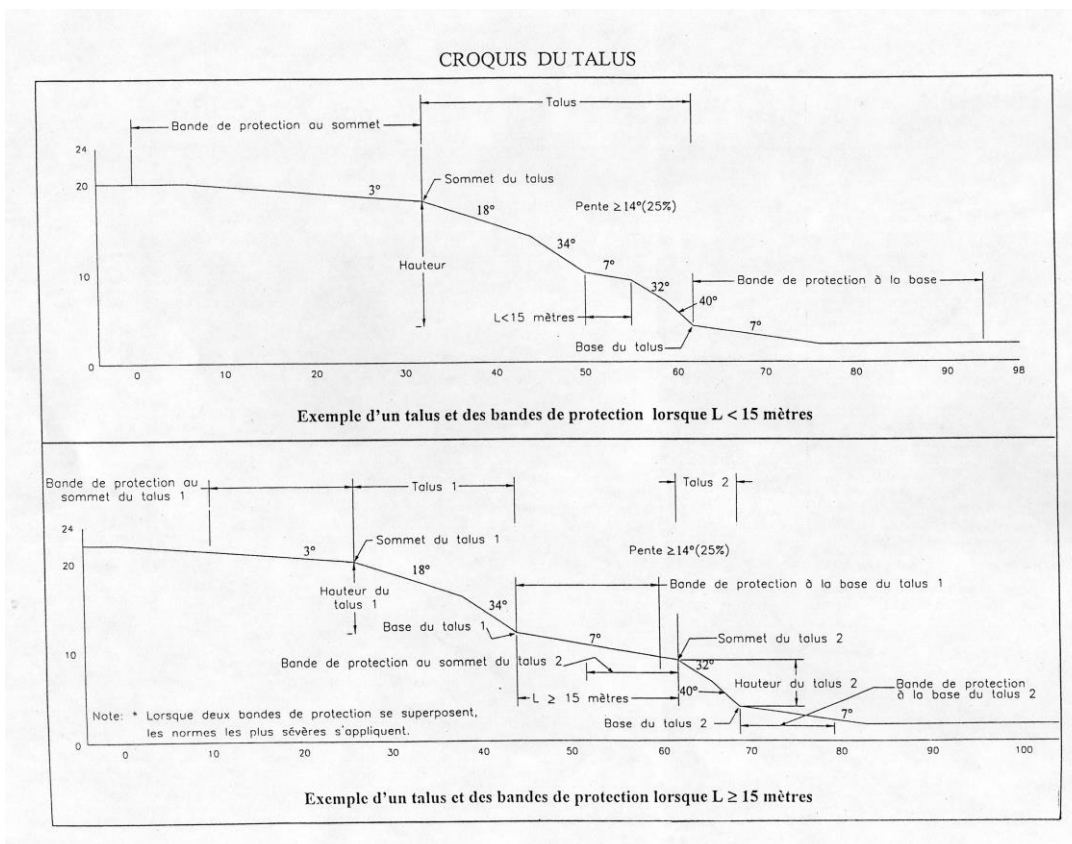 CROQUIS DU TALUS
Talus
Bande de protection au sommet
24
20
10
0
3°
Sommet du talus
18°
Pente ≥14°(25%)
34°
Hauteur
7°
32°
Bande de protection à la base
40°
L<15 mètres
Base du talus
7°
0
10
20
30
40
50
60
70
80
90
98
Exemple d'un talus et des bandes de protection lorsque L < 15 mètres
Bande de protection au
sommet du talus 1
Talus 1
Talus 2
24
20
10
0
3°
Sommet du talus 1
18°
Pente ≥14°(25%)
Hauteur du
talus 1
34°
Bande de protection à la base du talus 1
Base du talus 1
7°
Sommet du talus 2
Bande de protection au sommet du talus 2
32°
Hauteur du talus 2
Bande de protection
à la base du talus 2
L ≥ 15 mètres
40°
Base du talus 2
7°
Note: * Lorsque deux bandes de protection se superposent,
les normes les plus sévères s'appliquent.
0
10
20
30
40
50
60
70
80
90
100
Exemple d'un talus et des bandes de protection lorsque L ≥ 15 mètres